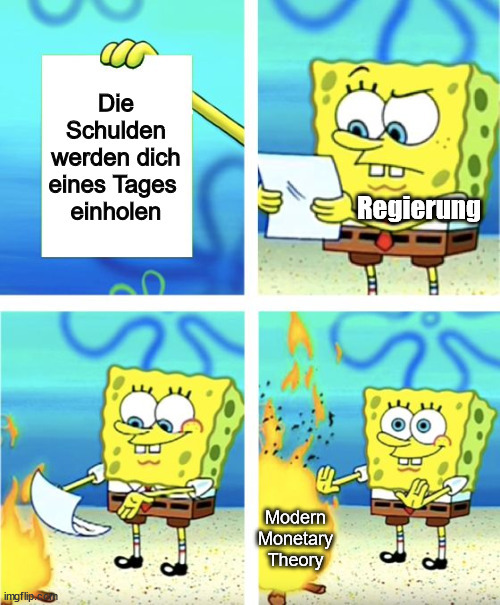 Die
Schulden
werden dich
eines Tages
einholen
Regierung
Modern
Monetary
Theory
imgflip.com